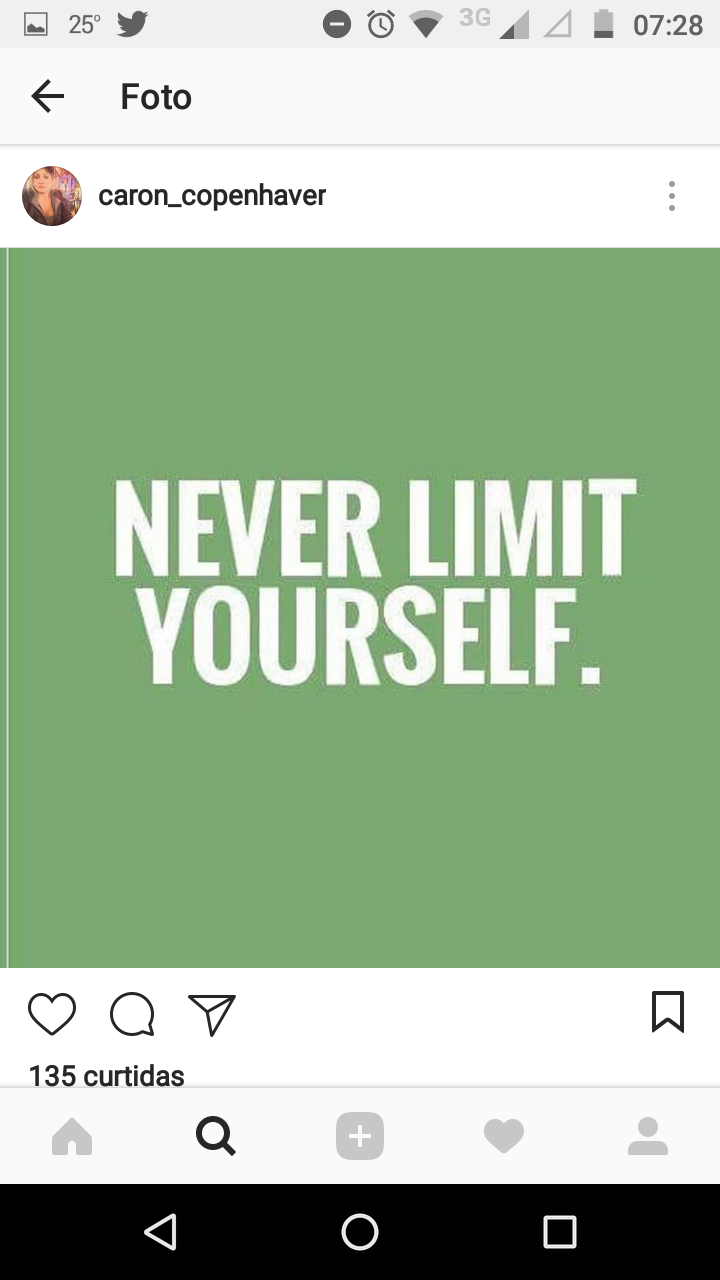 25° 3G 07:28
Foto
caron_copenhaver
NEVER LIMIT
YOURSELF.
135 curtidas